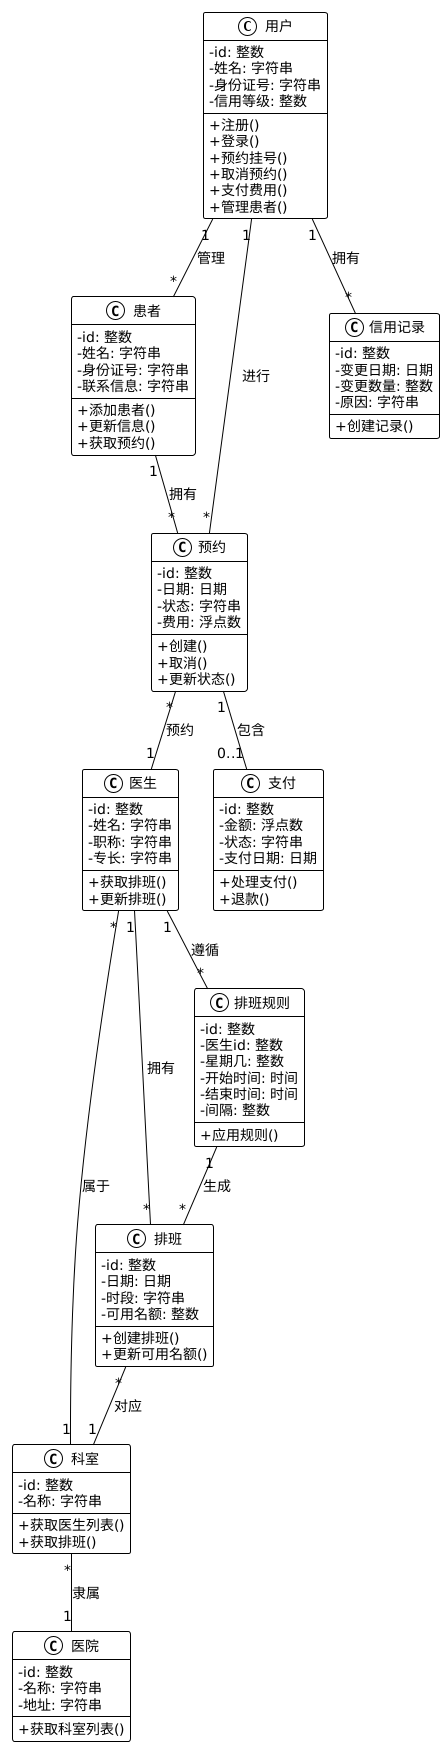 C 用户
-id: 整数
-姓名: 字符串
-身份证号: 字符串
-信用等级: 整数
+注册()
+登录()
+预约挂号()
+取消预约()
+支付费用()
+管理患者()
1
1
1
管理
拥有
*
*
C 患者
-id: 整数
-姓名: 字符串
-身份证号: 字符串
-联系信息: 字符串
+添加患者()
+更新信息()
+获取预约()
C 信用记录
-id: 整数
-变更日期: 日期
-变更数量: 整数
-原因: 字符串
+创建记录()
进行
1
拥有
*
*
C 预约
-id: 整数
-日期: 日期
-状态: 字符串
-费用: 浮点数
+创建()
+取消()
+更新状态()
*
1
预约
包含
1
0..1
C 医生
-id: 整数
-姓名: 字符串
-职称: 字符串
-专长: 字符串
+获取排班()
+更新排班()
C 支付
-id: 整数
-金额: 浮点数
-状态: 字符串
-支付日期: 日期
+处理支付()
+退款()
*
1
1
遵循
*
C 排班规则
-id: 整数
-医生id: 整数
-星期几: 整数
-开始时间: 时间
-结束时间: 时间
-间隔: 整数
+应用规则()
拥有
1
属于
生成
*
*
C 排班
-id: 整数
-日期: 日期
-时段: 字符串
-可用名额: 整数
+创建排班()
+更新可用名额()
*
对应
1
1
C 科室
-id: 整数
-名称: 字符串
+获取医生列表()
+获取排班()
*
隶属
1
C 医院
-id: 整数
-名称: 字符串
-地址: 字符串
+获取科室列表()